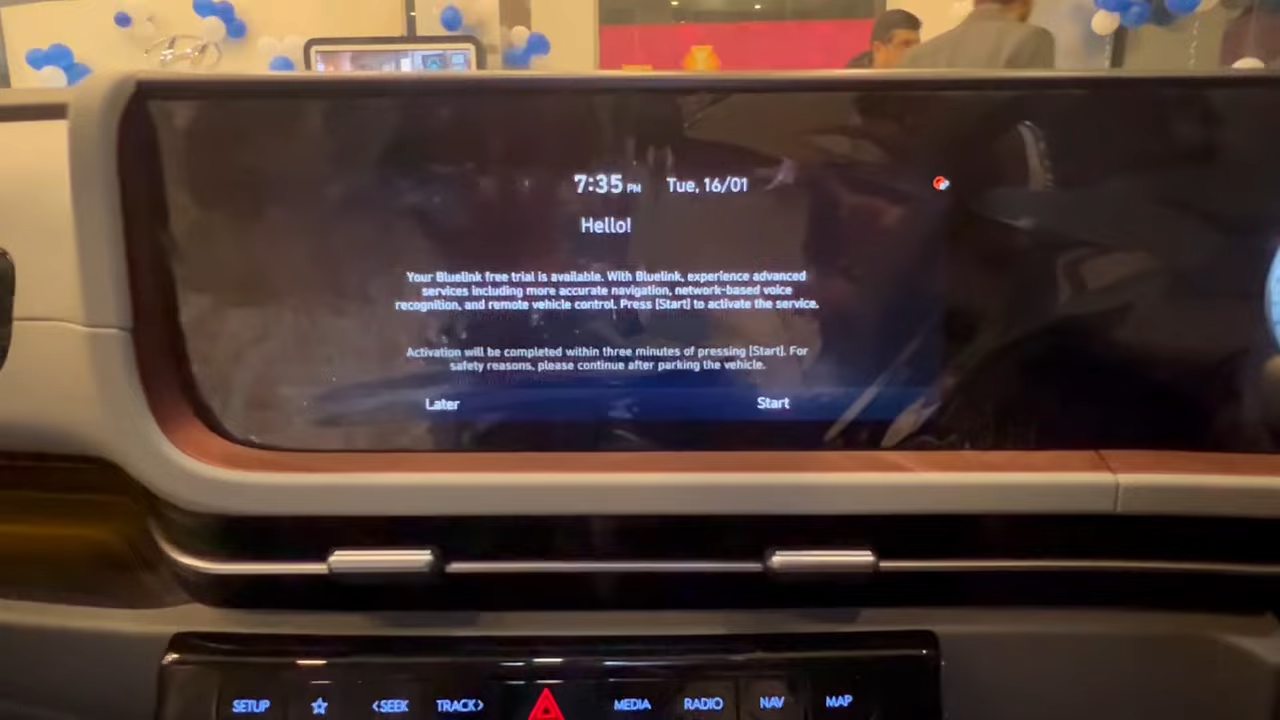 7:35 PM Tue, 16/01
Hello!
Your Bluelink free trial is available. With Bluelink, experience advanced
services including more accurate navigation, network-based voice
recognition, and remote vehicle control. Press [Start] to activate the service.
Activation will be completed within three minutes of pressing [Start]. For
safety reasons, please continue after parking the vehicle.
Later Start
SETUP ☆ <SEEK TRACK> MEDIA RADIO NAV MAP